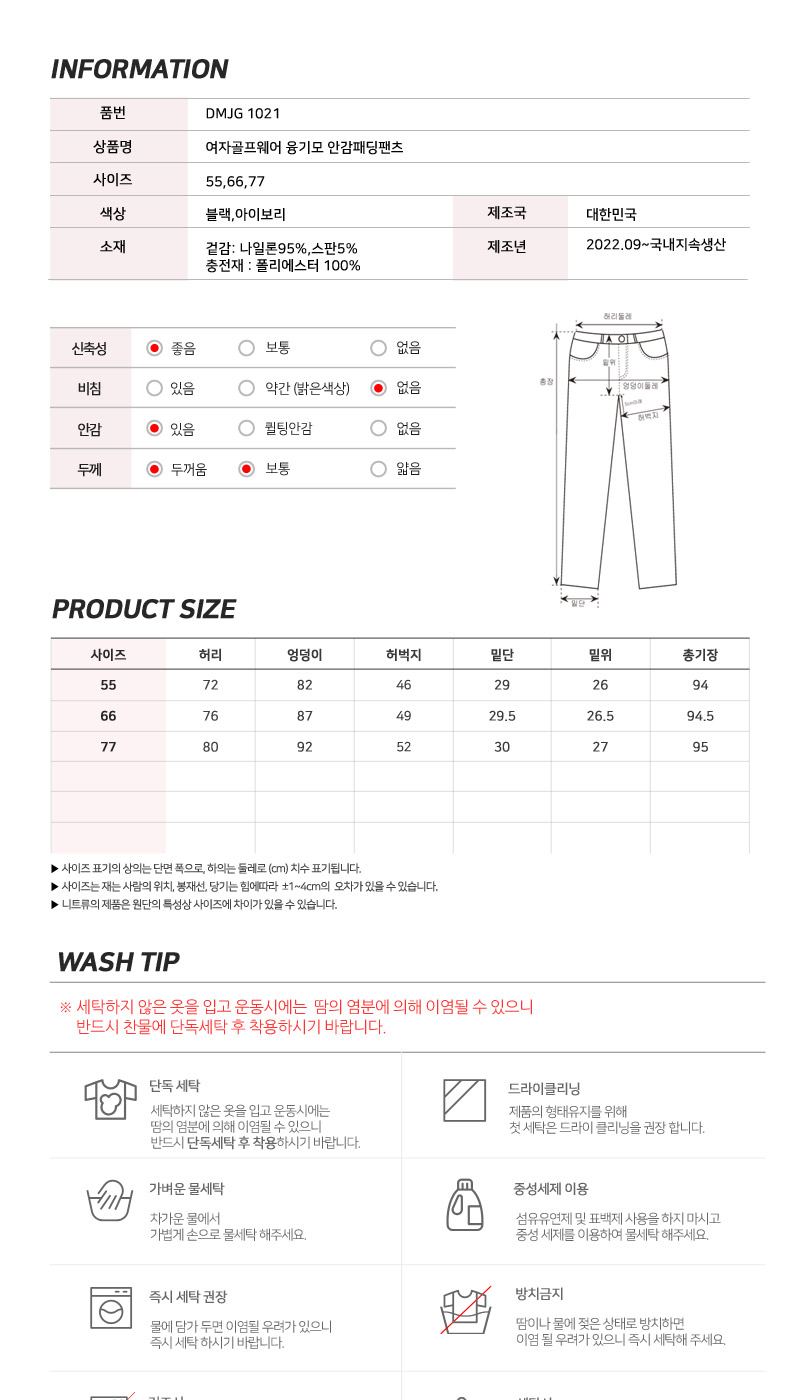 INFORMATION
품번 DMJG 1021
상품명 여자골프웨어 융기모 안감패딩팬츠
사이즈 55,66,77
색상 블랙,아이보리 제조국 대한민국
소재 겉감: 나일론95%,스판5% 제조년 2022.09~국내지속생산
충전재 : 폴리에스터 100%
허리둘레
신축성 좋음 보통 없음
밑위
총장 엉덩이둘레
비침 있음 약간 (밝은색상) 없음
허벅지
안감 있음 퀼팅안감 없음
두께 두꺼움 보통 얇음
밑단
PRODUCT SIZE
사이즈 허리 엉덩이 허벅지 밑단 밑위 총기장
55 72 82 46 29 26 94
66 76 87 49 29.5 26.5 94.5
77 80 92 52 30 27 95
▶ 사이즈 표기의 상의는 단면 폭으로, 하의는 둘레로 (cm) 치수 표기됩니다.
▶ 사이즈는 재는 사람의 위치, 봉재선, 당기는 힘에따라 ±1~4cm의 오차가 있을 수 있습니다.
▶ 니트류의 제품은 원단의 특성상 사이즈에 차이가 있을 수 있습니다.
WASH TIP
※ 세탁하지 않은 옷을 입고 운동시에는 땀의 염분에 의해 이염될 수 있으니
반드시 찬물에 단독세탁 후 착용하시기 바랍니다.
단독 세탁
세탁하지 않은 옷을 입고 운동시에는
땀의 염분에 의해 이염될 수 있으니
반드시 단독세탁 후 착용하시기 바랍니다.
드라이클리닝
제품의 형태유지를 위해
첫 세탁은 드라이 클리닝을 권장 합니다.
가벼운 물세탁
차가운 물에서
가볍게 손으로 물세탁 해주세요.
중성세제 이용
섬유유연제 및 표백제 사용을 하지 마시고
중성 세제를 이용하여 물세탁 해주세요.
즉시 세탁 권장
물에 담가 두면 이염될 우려가 있으니
즉시 세탁 하시기 바랍니다.
방치금지
땀이나 물에 젖은 상태로 방치하면
이염 될 우려가 있으니 즉시 세탁해 주세요.